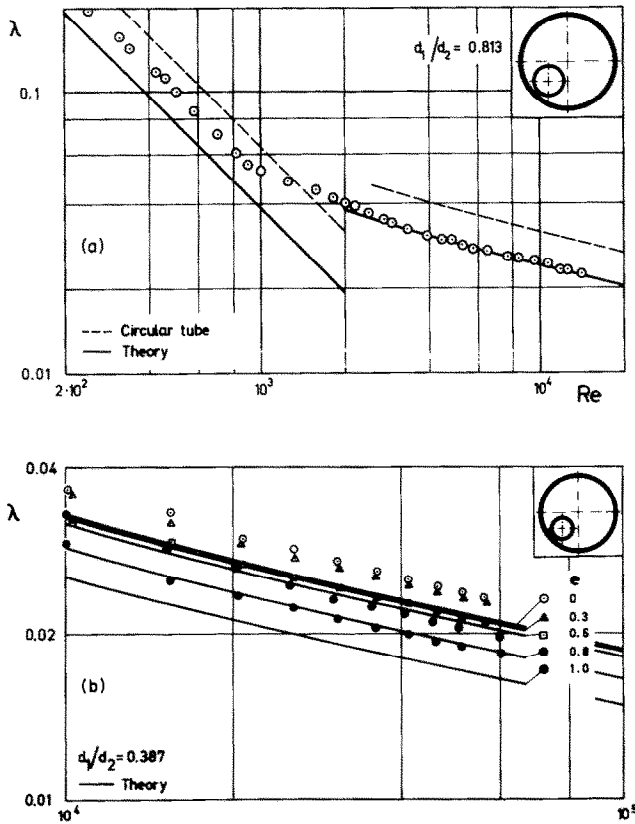 λ
d₁/d₂ = 0.813
0.1
(a)
--- Circular tube
— Theory
0.01
2·10²
10³
10⁴
Re
0.04
λ
e
0
0.3
0.02
0.6
0.8
(b)
1.0
d₁/d₂=0.387
— Theory
0.01
10⁴
10⁵